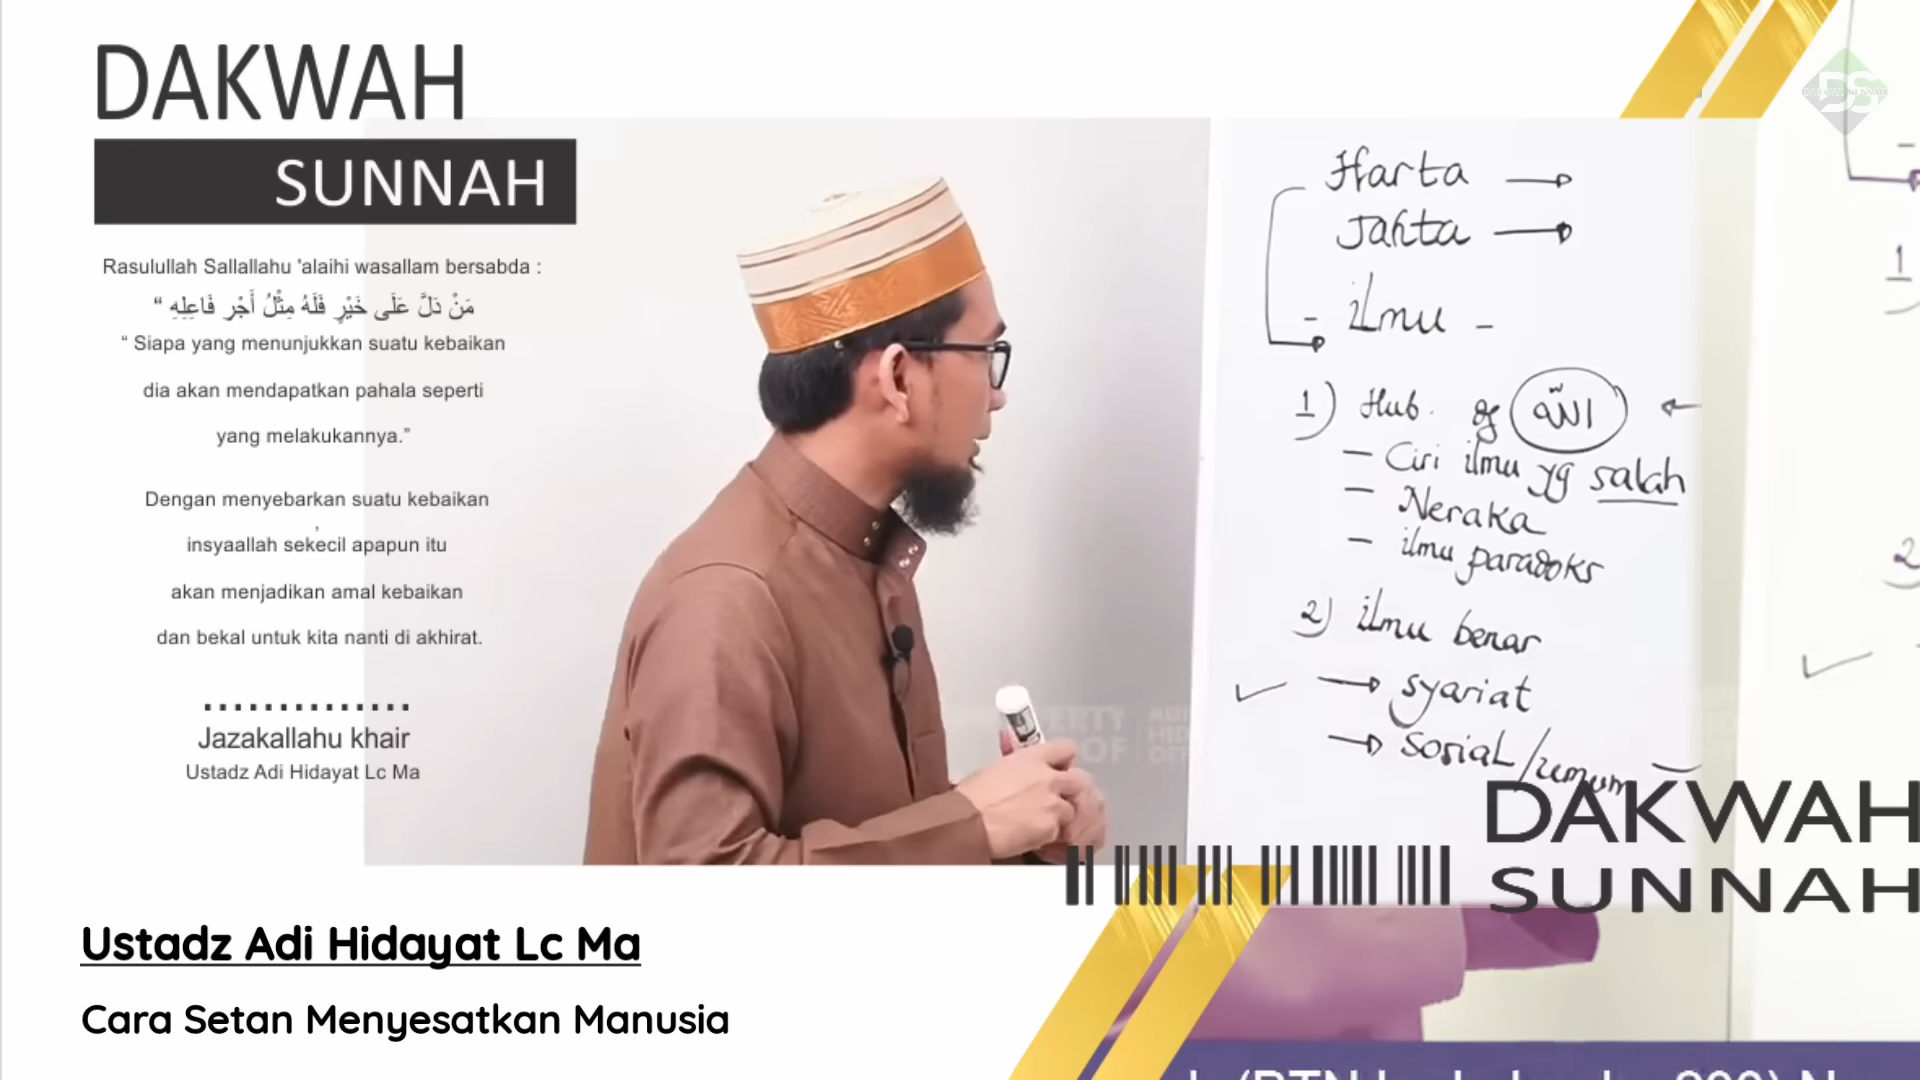 DAKWAH
SUNNAH
Rasulullah Sallallahu 'alaihi wasallam bersabda :
مَنْ دَلَّ عَلَى خَيْرٍ فَلَهُ مِثْلُ أَجْرِ فَاعِلِهِ “
“ Siapa yang menunjukkan suatu kebaikan
dia akan mendapatkan pahala seperti
yang melakukannya.”
Dengan menyebarkan suatu kebaikan
insyaallah sekecil apapun itu
akan menjadikan amal kebaikan
dan bekal untuk kita nanti di akhirat.
..............
Jazakallahu khair
Ustadz Adi Hidayat Lc Ma
Harta
Tahta
- ilmu -
1) Hub. dg الله
- Ciri ilmu yg salah
- Neraka
- ilmu paradoks
2) ilmu benar
✓ → syariat
→ sosial/umum
DS
DAKWAH
SUNNAH
Ustadz Adi Hidayat Lc Ma
Cara Setan Menyesatkan Manusia